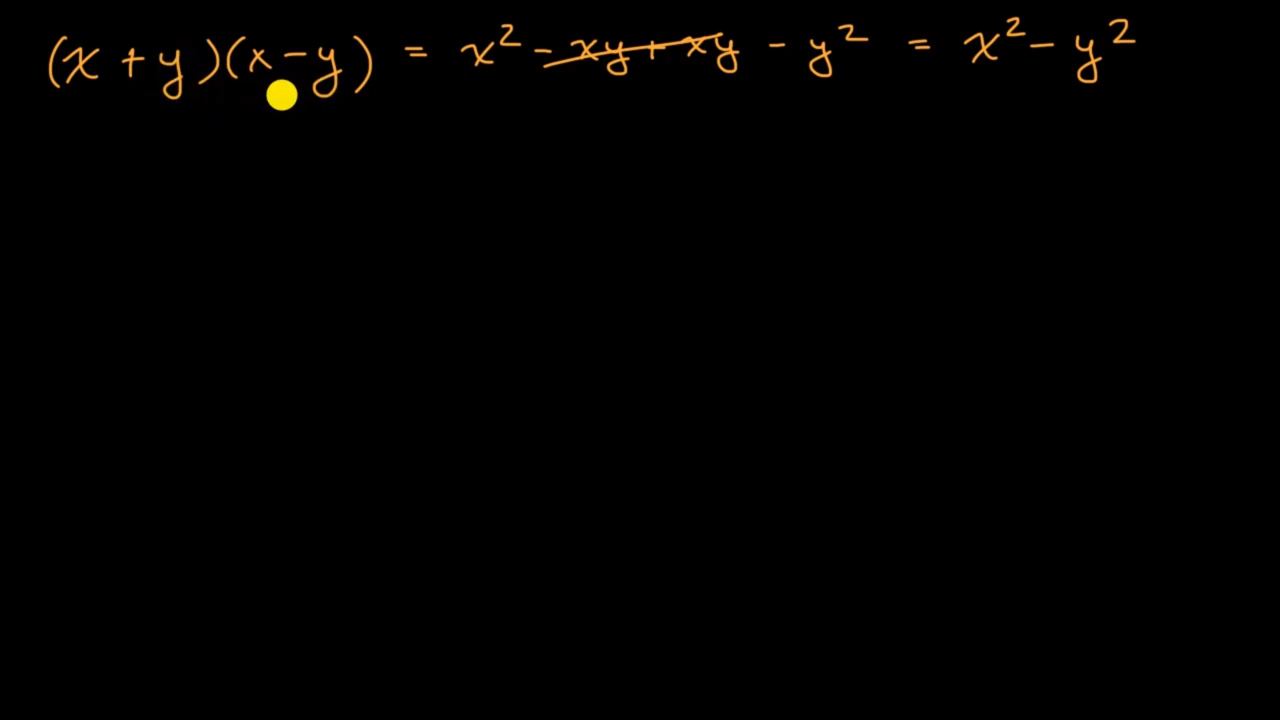 (x + y)(x - y) = x² - xy + xy - y² = x² - y²